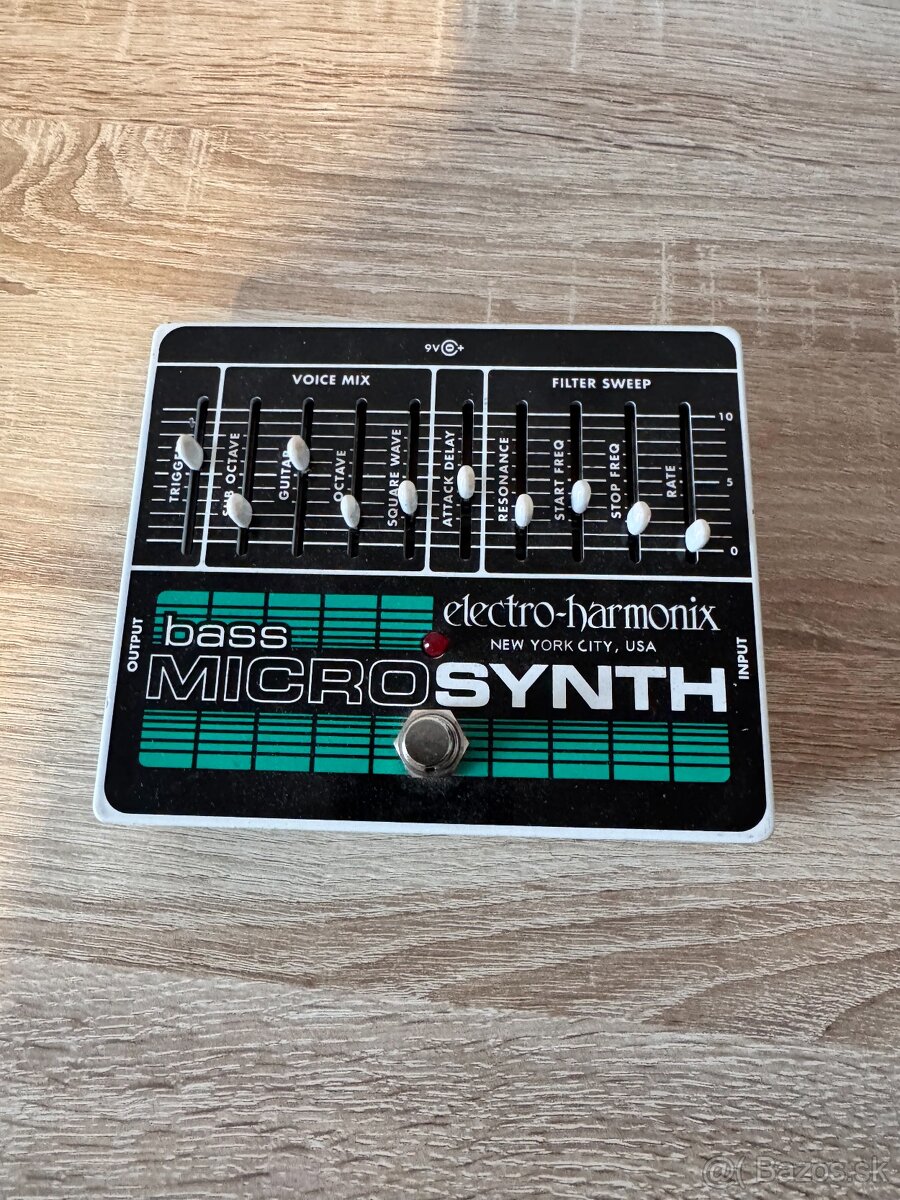 9V +
VOICE MIX
FILTER SWEEP
10
5
0
TRIGGER
SUB OCTAVE
GUITAR
OCTAVE
SQUARE WAVE
ATTACK DELAY
RESONANCE
START FREQ
STOP FREQ
RATE
OUTPUT
INPUT
electro-harmonix
NEW YORK CITY, USA
bass
MICROSYNTH
Bazos.sk